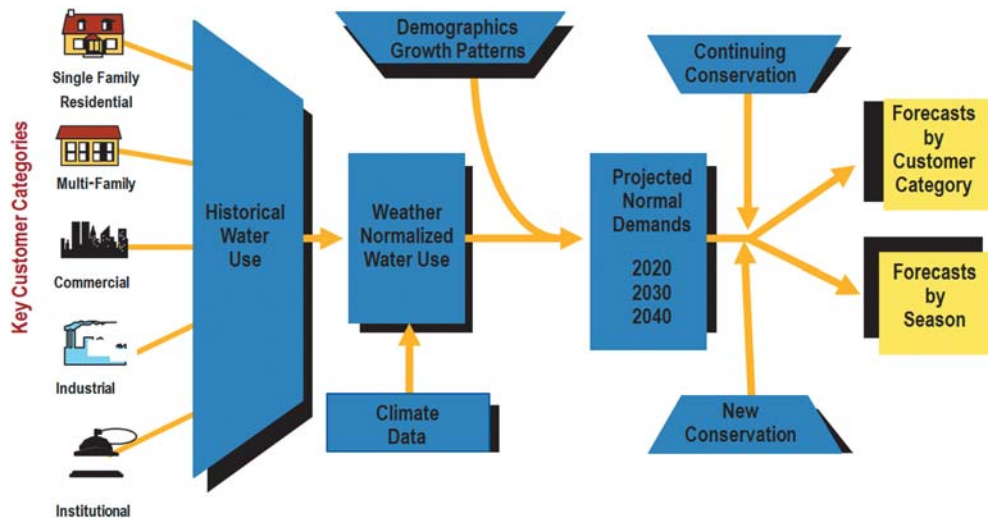 Key Customer Categories
Single Family
Residential
Multi-Family
Commercial
Industrial
Institutional
Historical
Water
Use
Weather
Normalized
Water Use
Climate
Data
Demographics
Growth Patterns
Projected
Normal
Demands
2020
2030
2040
Continuing
Conservation
New
Conservation
Forecasts
by
Customer
Category
Forecasts
by
Season